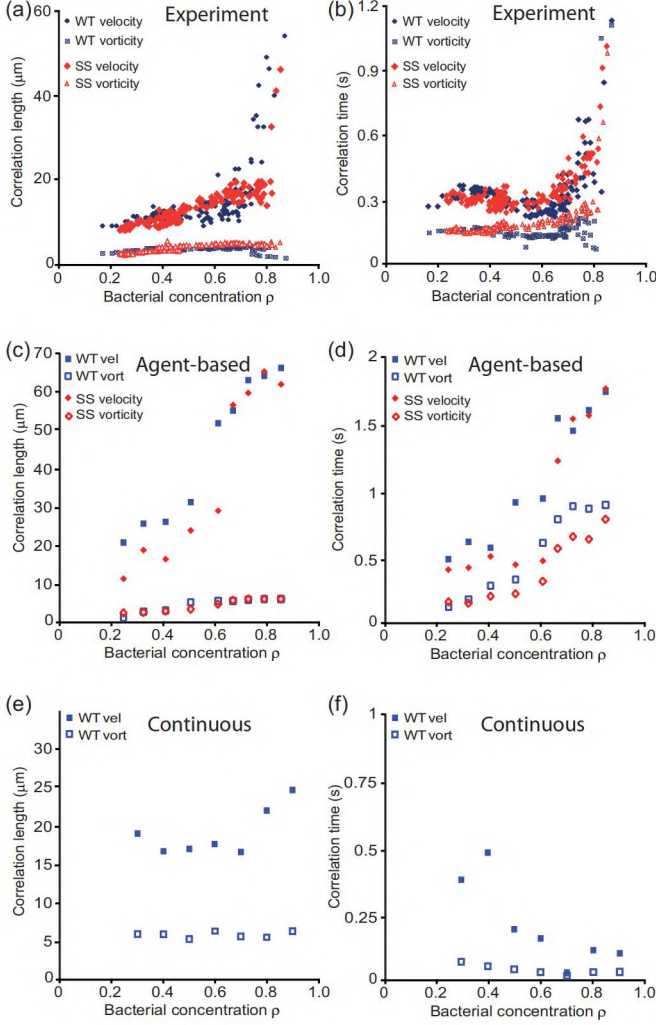 (a)
Experiment
60
40
20
0
Correlation length (μm)
WT velocity
WT vorticity
SS velocity
SS vorticity
0
0.2
0.4
0.6
0.8
1.0
Bacterial concentration ρ
(b)
Experiment
1.2
0.9
0.6
0.3
0
Correlation time (s)
WT velocity
WT vorticity
SS velocity
SS vorticity
0
0.2
0.4
0.6
0.8
1.0
Bacterial concentration ρ
(c)
Agent-based
70
60
50
40
30
20
10
0
Correlation length (μm)
WT vel
WT vort
SS velocity
SS vorticity
0
0.2
0.4
0.6
0.8
1.0
Bacterial concentration ρ
(d)
Agent-based
2
1.5
1
0.5
0
Correlation time (s)
WT vel
WT vort
SS velocity
SS vorticity
0
0.2
0.4
0.6
0.8
1.0
Bacterial concentration ρ
(e)
Continuous
30
25
20
15
10
5
0
Correlation length (μm)
WT vel
WT vort
0
0.2
0.4
0.6
0.8
1.0
Bacterial concentration ρ
(f)
Continuous
1
0.75
0.5
0.25
0
Correlation time (s)
WT vel
WT vort
0
0.2
0.4
0.6
0.8
1.0
Bacterial concentration ρ